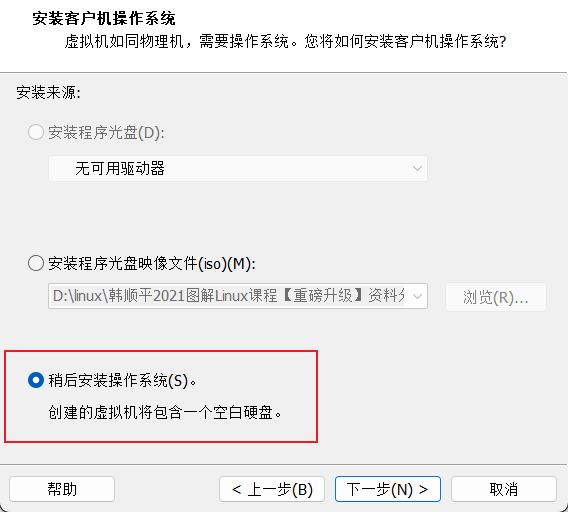 安装客户机操作系统
虚拟机如同物理机，需要操作系统。您将如何安装客户机操作系统?
安装来源:
安装程序光盘(D):
无可用驱动器
安装程序光盘映像文件(iso)(M):
D:\linux\韩顺平2021图解Linux课程【重磅升级】资料
浏览(R)...
稍后安装操作系统(S)。
创建的虚拟机将包含一个空白硬盘。
帮助
< 上一步(B)
下一步(N) >
取消